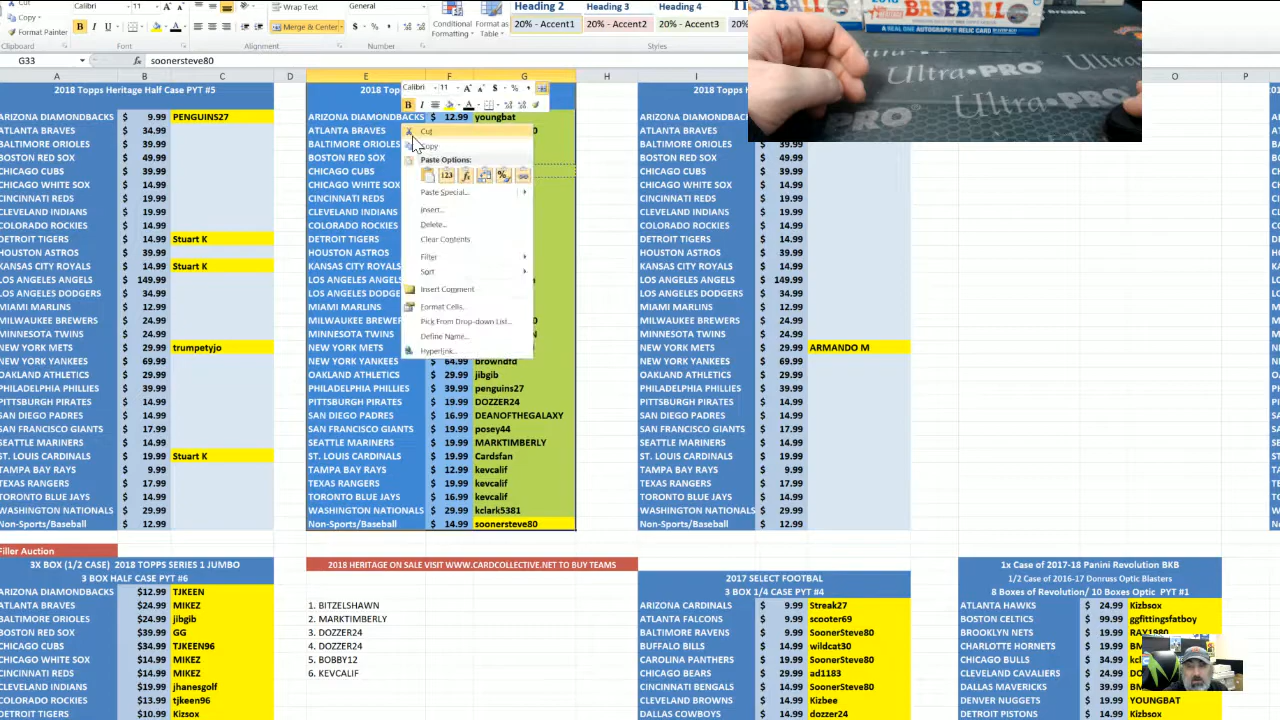 Cut
Copy
Format Painter
Clipboard
B I U
Font
Wrap Text
Merge & Center
Alignment
General
$ % ,
Number
Conditional Formatting
Format as Table
Heading 2
Heading 3
20% - Accent1
20% - Accent2
20% - Accent3
Styles
BASEBALL
A REAL ONE AUTOGRAPH OR RELIC CARD
Ultra·PRO
Ultra·PRO
G33
fx
soonersteve80
A B C D E F G H I O P
2018 Topps Heritage Half Case PYT #5
ARIZONA DIAMONDBACKS $ 9.99 PENGUINS27
ATLANTA BRAVES $ 34.99
BALTIMORE ORIOLES $ 39.99
BOSTON RED SOX $ 49.99
CHICAGO CUBS $ 39.99
CHICAGO WHITE SOX $ 14.99
CINCINNATI REDS $ 19.99
CLEVELAND INDIANS $ 19.99
COLORADO ROCKIES $ 19.99
DETROIT TIGERS $ 14.99 Stuart K
HOUSTON ASTROS $ 39.99
KANSAS CITY ROYALS $ 14.99 Stuart K
LOS ANGELES ANGELS $ 149.99
LOS ANGELES DODGERS $ 34.99
MIAMI MARLINS $ 12.99
MILWAUKEE BREWERS $ 24.99
MINNESOTA TWINS $ 24.99
NEW YORK METS $ 29.99 trumpetyjo
NEW YORK YANKEES $ 69.99
OAKLAND ATHLETICS $ 29.99
PHILADELPHIA PHILLIES $ 39.99
PITTSBURGH PIRATES $ 14.99
SAN DIEGO PADRES $ 14.99
SAN FRANCISCO GIANTS $ 17.99
SEATTLE MARINERS $ 14.99
ST. LOUIS CARDINALS $ 19.99 Stuart K
TAMPA BAY RAYS $ 9.99
TEXAS RANGERS $ 17.99
TORONTO BLUE JAYS $ 14.99
WASHINGTON NATIONALS $ 29.99
Non-Sports/Baseball $ 12.99
2018 Top
Calibri 11
ARIZONA DIAMONDBACKS $ 12.99 youngbat
ATLANTA BRAVES
BALTIMORE ORIOLES
BOSTON RED SOX
CHICAGO CUBS
CHICAGO WHITE SOX
CINCINNATI REDS
CLEVELAND INDIANS
COLORADO ROCKIES
DETROIT TIGERS
HOUSTON ASTROS
KANSAS CITY ROYALS
LOS ANGELES ANGELS
LOS ANGELES DODGE
MIAMI MARLINS
MILWAUKEE BREWERS
MINNESOTA TWINS
NEW YORK METS
NEW YORK YANKEES $ 64.99 browndfd
OAKLAND ATHLETICS $ 29.99 jibgib
PHILADELPHIA PHILLIES $ 39.99 penguins27
PITTSBURGH PIRATES $ 19.99 DOZZER24
SAN DIEGO PADRES $ 16.99 DEANOFTHEGALAXY
SAN FRANCISCO GIANTS $ 19.99 posey44
SEATTLE MARINERS $ 19.99 MARKTIMBERLY
ST. LOUIS CARDINALS $ 19.99 Cardsfan
TAMPA BAY RAYS $ 12.99 kevcalif
TEXAS RANGERS $ 19.99 kevcalif
TORONTO BLUE JAYS $ 16.99 kevcalif
WASHINGTON NATIONALS $ 29.99 kclark5381
Non-Sports/Baseball $ 14.99 soonersteve80
Cut
Copy
Paste Options:
Paste Special...
Insert...
Delete...
Clear Contents
Filter
Sort
Insert Comment
Format Cells...
Pick From Drop-down List...
Define Name...
Hyperlink...
2018 Topps H
ARIZONA DIAMONDBACKS
ATLANTA BRAVES
BALTIMORE ORIOLES $ 39.99
BOSTON RED SOX $ 49.99
CHICAGO CUBS $ 39.99
CHICAGO WHITE SOX $ 14.99
CINCINNATI REDS $ 19.99
CLEVELAND INDIANS $ 19.99
COLORADO ROCKIES $ 19.99
DETROIT TIGERS $ 14.99
HOUSTON ASTROS $ 39.99
KANSAS CITY ROYALS $ 14.99
LOS ANGELES ANGELS $ 149.99
LOS ANGELES DODGERS $ 34.99
MIAMI MARLINS $ 12.99
MILWAUKEE BREWERS $ 24.99
MINNESOTA TWINS $ 24.99
NEW YORK METS $ 29.99 ARMANDO M
NEW YORK YANKEES $ 69.99
OAKLAND ATHLETICS $ 29.99
PHILADELPHIA PHILLIES $ 39.99
PITTSBURGH PIRATES $ 14.99
SAN DIEGO PADRES $ 14.99
SAN FRANCISCO GIANTS $ 17.99
SEATTLE MARINERS $ 14.99
ST. LOUIS CARDINALS $ 19.99
TAMPA BAY RAYS $ 9.99
TEXAS RANGERS $ 17.99
TORONTO BLUE JAYS $ 14.99
WASHINGTON NATIONALS $ 29.99
Non-Sports/Baseball $ 12.99
Filler Auction
3X BOX (1/2 CASE) 2018 TOPPS SERIES 1 JUMBO
3 BOX HALF CASE PYT #6
ARIZONA DIAMONDBACKS $12.99 TJKEEN
ATLANTA BRAVES $24.99 MIKEZ
BALTIMORE ORIOLES $24.99 jibgib
BOSTON RED SOX $39.99 GG
CHICAGO CUBS $34.99 TJKEEN96
CHICAGO WHITE SOX $14.99 MIKEZ
CINCINNATI REDS $14.99 MIKEZ
CLEVELAND INDIANS $19.99 jhanesgolf
COLORADO ROCKIES $13.99 tjkeen96
DETROIT TIGERS $10.99 Kizsox
2018 HERITAGE ON SALE VISIT WWW.CARDCOLLECTIVE.NET TO BUY TEAMS
1. BITZELSHAWN
2. MARKTIMBERLY
3. DOZZER24
4. DOZZER24
5. BOBBY12
6. KEVCALIF
2017 SELECT FOOTBAL
3 BOX 1/4 CASE PYT #4
ARIZONA CARDINALS $ 9.99 Streak27
ATLANTA FALCONS $ 9.99 scooter69
BALTIMORE RAVENS $ 9.99 SoonerSteve80
BUFFALO BILLS $ 14.99 wildcat30
CAROLINA PANTHERS $ 19.99 SoonerSteve80
CHICAGO BEARS $ 29.99 ad1183
CINCINNATI BENGALS $ 14.99 SoonerSteve80
CLEVELAND BROWNS $ 14.99 Kizbee
DALLAS COWBOYS $ 14.99 dozzer24
1x Case of 2017-18 Panini Revolution BKB
1/2 Case of 2016-17 Donruss Optic Blasters
8 Boxes of Revolution/ 10 Boxes Optic PYT #1
ATLANTA HAWKS $ 24.99 Kizbsox
BOSTON CELTICS $ 99.99 ggfittingsfatboy
BROOKLYN NETS $ 19.99 RAY1980
CHARLOTTE HORNETS $ 24.99
CHICAGO BULLS $ 34.99
CLEVELAND CAVALIERS $ 24.99
DALLAS MAVERICKS $ 39.99
DENVER NUGGETS $ 19.99 YOUNGBAT
DETROIT PISTONS $ 14.99 Kizbsox